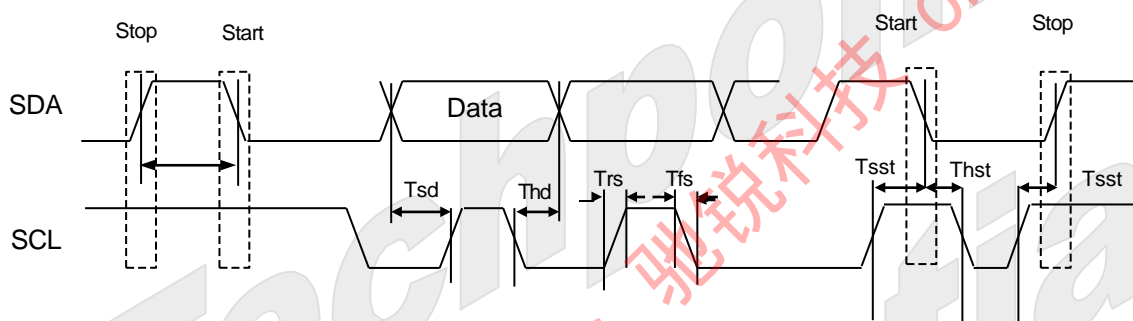 Stop Start Start Stop
SDA Data
Tsst Thst Tsst
Tsd Thd Trs Tfs
SCL
驰锐科技